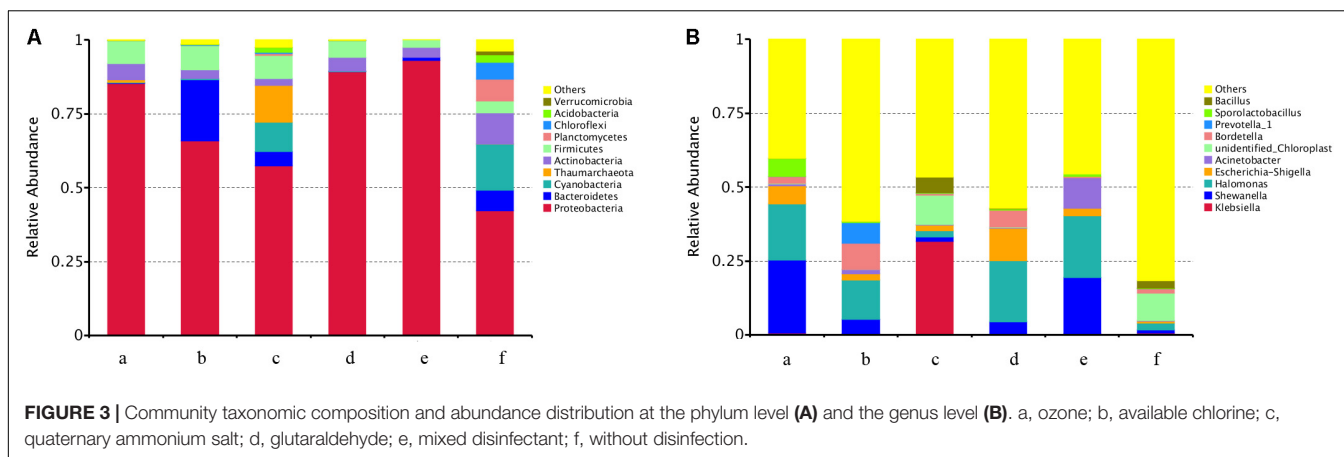 A
B
1
0.75
0.5
0.25
0
Relative Abundance
a b c d e f
Others
Verrucomicrobia
Acidobacteria
Chloroflexi
Planctomycetes
Firmicutes
Actinobacteria
Thaumarchaeota
Cyanobacteria
Bacteroidetes
Proteobacteria
1
0.75
0.5
0.25
0
Relative Abundance
a b c d e f
Others
Bacillus
Sporolactobacillus
Prevotella_1
Bordetella
unidentified_Chloroplast
Acinetobacter
Escherichia-Shigella
Halomonas
Shewanella
Klebsiella
FIGURE 3 | Community taxonomic composition and abundance distribution at the phylum level (A) and the genus level (B). a, ozone; b, available chlorine; c,
quaternary ammonium salt; d, glutaraldehyde; e, mixed disinfectant; f, without disinfection.